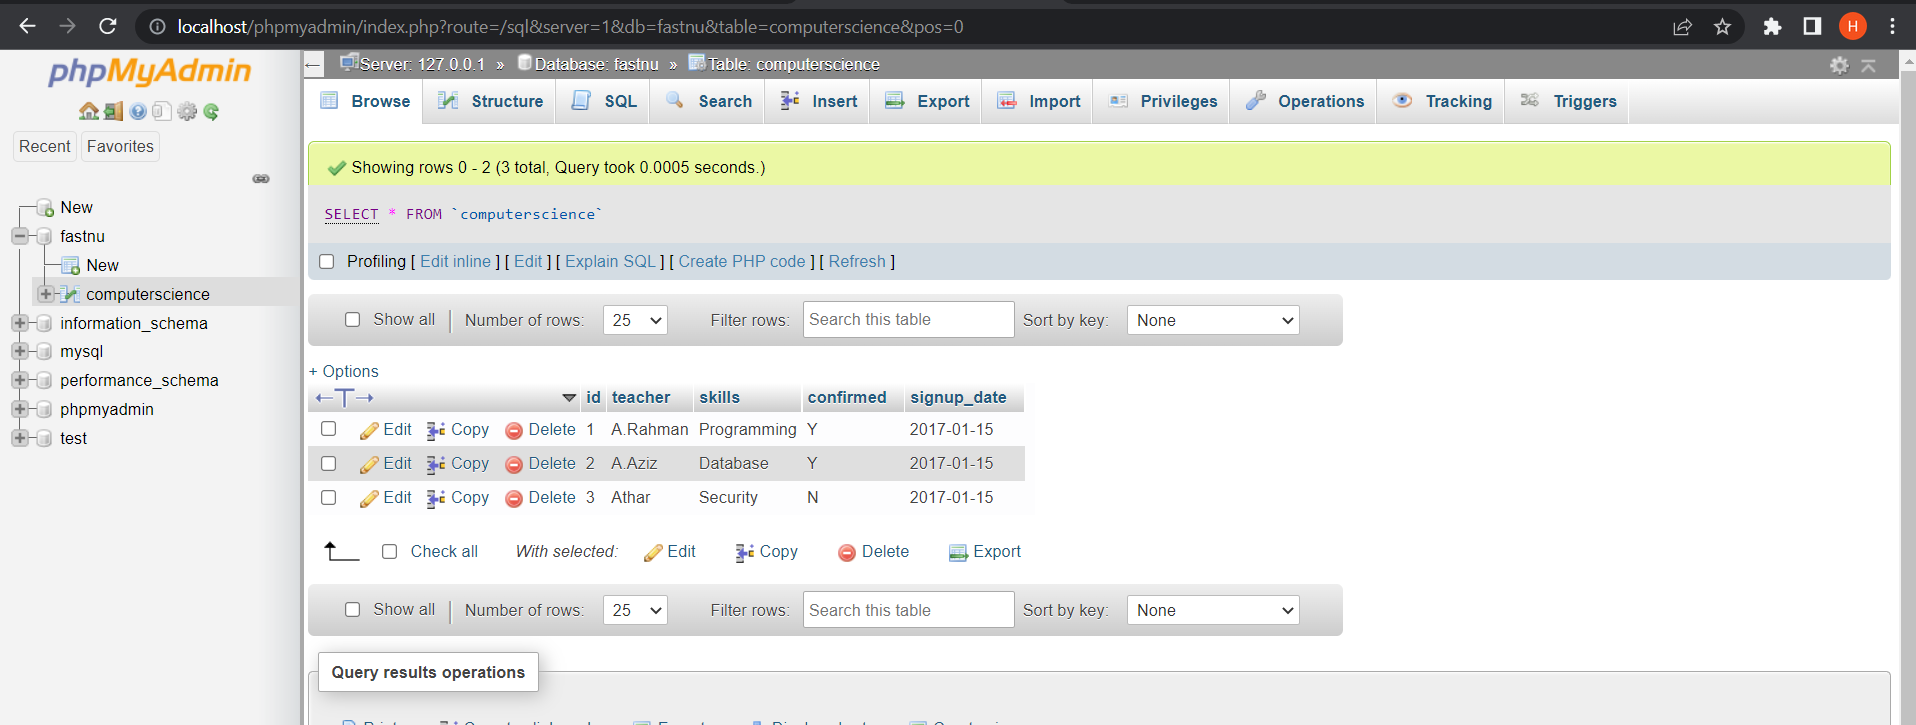 localhost/phpmyadmin/index.php?route=/sql&server=1&db=fastnu&table=computerscience&pos=0
H
phpMyAdmin
Recent Favorites
New
fastnu
New
computerscience
information_schema
mysql
performance_schema
phpmyadmin
test
Server: 127.0.0.1 » Database: fastnu » Table: computerscience
Browse Structure SQL Search Insert Export Import Privileges Operations Tracking Triggers
Showing rows 0 - 2 (3 total, Query took 0.0005 seconds.)
SELECT * FROM `computerscience`
Profiling [ Edit inline ] [ Edit ] [ Explain SQL ] [ Create PHP code ] [ Refresh ]
Show all | Number of rows: 25 Filter rows: Search this table Sort by key: None
+ Options
←T→ id teacher skills confirmed signup_date
Edit Copy Delete 1 A.Rahman Programming Y 2017-01-15
Edit Copy Delete 2 A.Aziz Database Y 2017-01-15
Edit Copy Delete 3 Athar Security N 2017-01-15
Check all With selected: Edit Copy Delete Export
Show all | Number of rows: 25 Filter rows: Search this table Sort by key: None
Query results operations